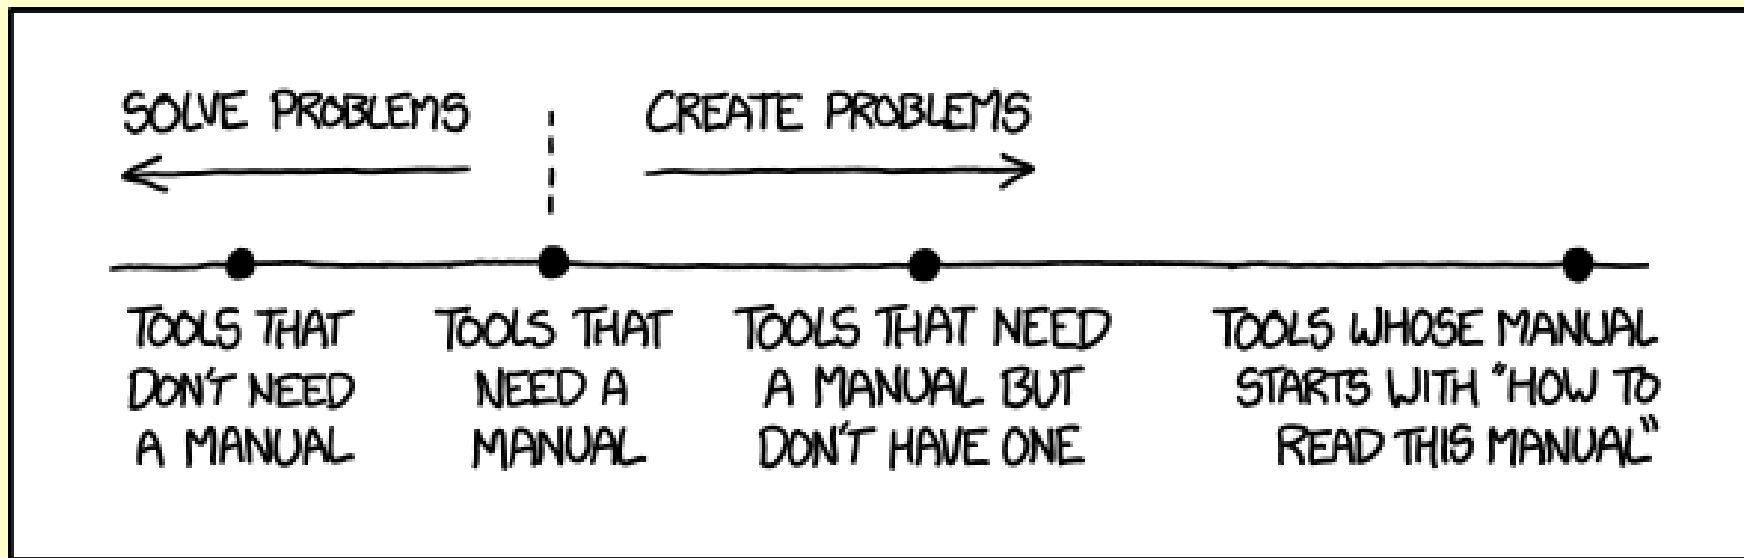 SOLVE PROBLEMS
CREATE PROBLEMS
TOOLS THAT
DON'T NEED
A MANUAL
TOOLS THAT
NEED A
MANUAL
TOOLS THAT NEED
A MANUAL BUT
DON'T HAVE ONE
TOOLS WHOSE MANUAL
STARTS WITH "HOW TO
READ THIS MANUAL"